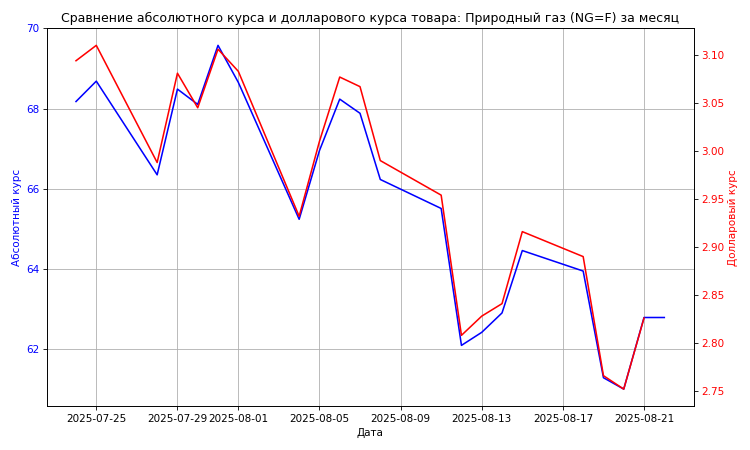 Сравнение абсолютного курса и долларового курса товара: Природный газ (NG=F) за месяц
70
68
66
64
62
Абсолютный курс
3.10
3.05
3.00
2.95
2.90
2.85
2.80
2.75
Долларовый курс
2025-07-25 2025-07-29 2025-08-01 2025-08-05 2025-08-09 2025-08-13 2025-08-17 2025-08-21
Дата